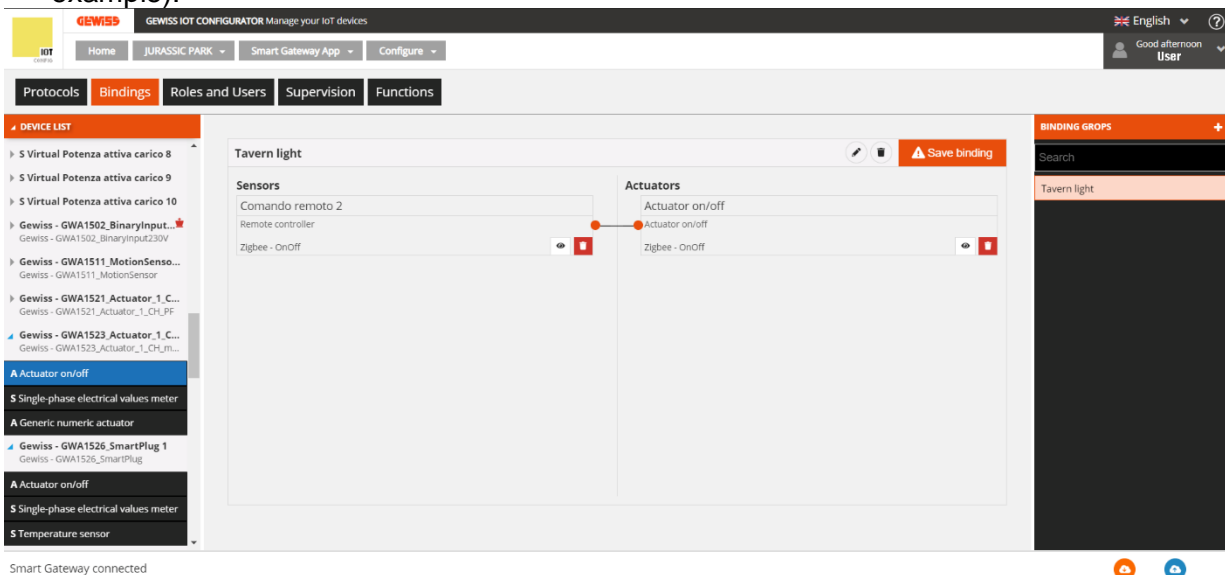 example).
GEWISS GEWISS IOT CONFIGURATOR Manage your IoT devices
English
?
IOT
Home JURASSIC PARK Smart Gateway App Configure
Good afternoon
User
Protocols Bindings Roles and Users Supervision Functions
DEVICE LIST
S Virtual Potenza attiva carico 8
S Virtual Potenza attiva carico 9
S Virtual Potenza attiva carico 10
Gewiss - GWA1502_BinaryInput...
Gewiss - GWA1502_BinaryInput230V
Gewiss - GWA1511_MotionSenso...
Gewiss - GWA1511_MotionSensor
Gewiss - GWA1521_Actuator_1_C...
Gewiss - GWA1521_Actuator_1_CH_PF
Gewiss - GWA1523_Actuator_1_C...
Gewiss - GWA1523_Actuator_1_CH_m...
A Actuator on/off
S Single-phase electrical values meter
A Generic numeric actuator
Gewiss - GWA1526_SmartPlug 1
Gewiss - GWA1526_SmartPlug
A Actuator on/off
S Single-phase electrical values meter
S Temperature sensor
Tavern light
Save binding
Sensors
Comando remoto 2
Remote controller
Zigbee - OnOff
Actuators
Actuator on/off
Actuator on/off
Zigbee - OnOff
BINDING GROPS +
Search
Tavern light
Smart Gateway connected